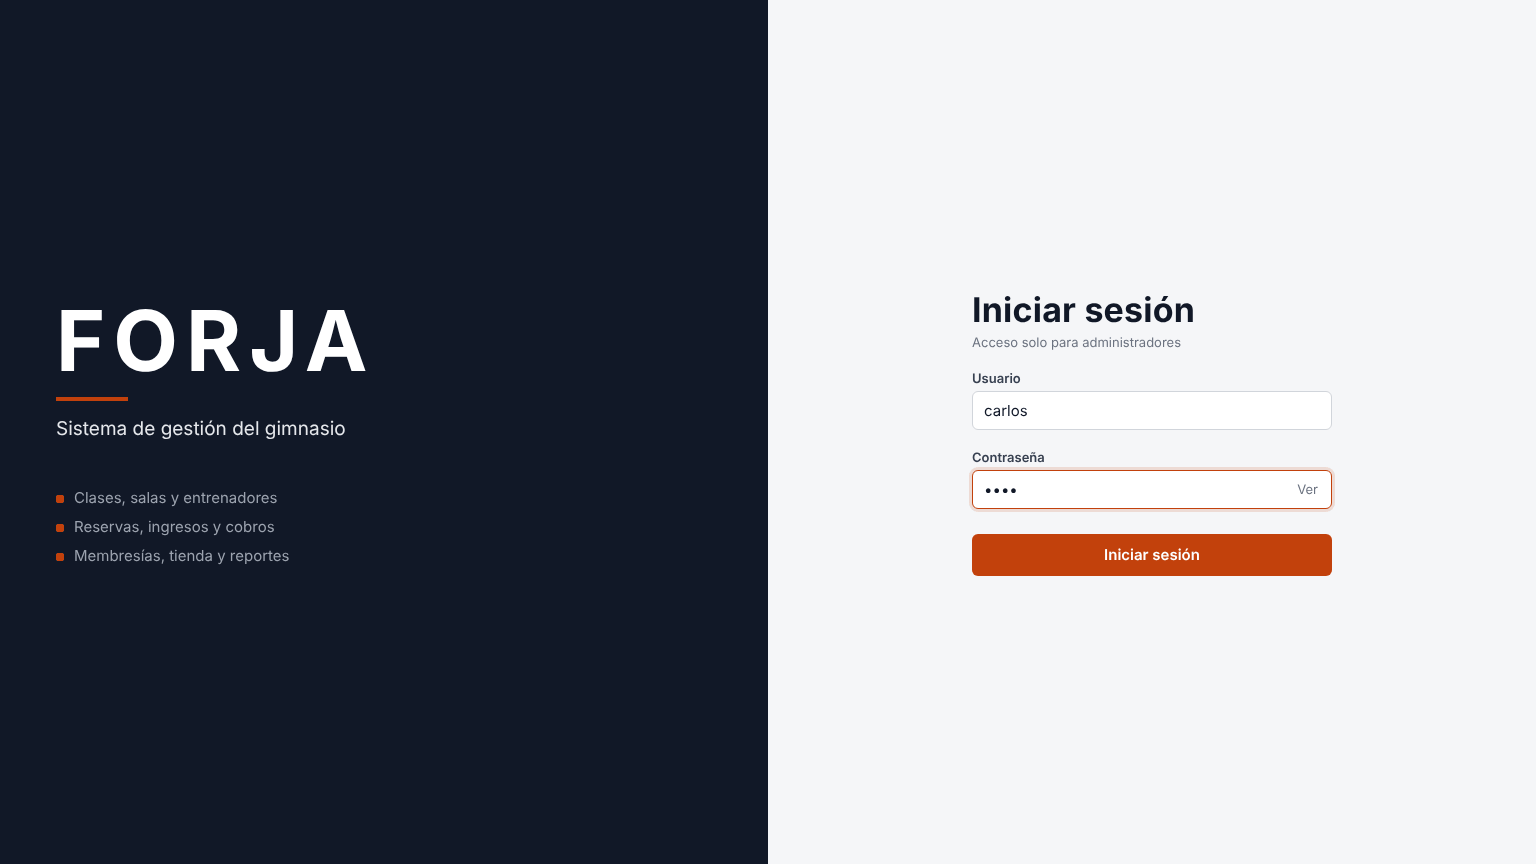 FORJA
Sistema de gestión del gimnasio
Clases, salas y entrenadores
Reservas, ingresos y cobros
Membresías, tienda y reportes
Iniciar sesión
Acceso solo para administradores
Usuario
carlos
Contraseña
•••• Ver
Iniciar sesión